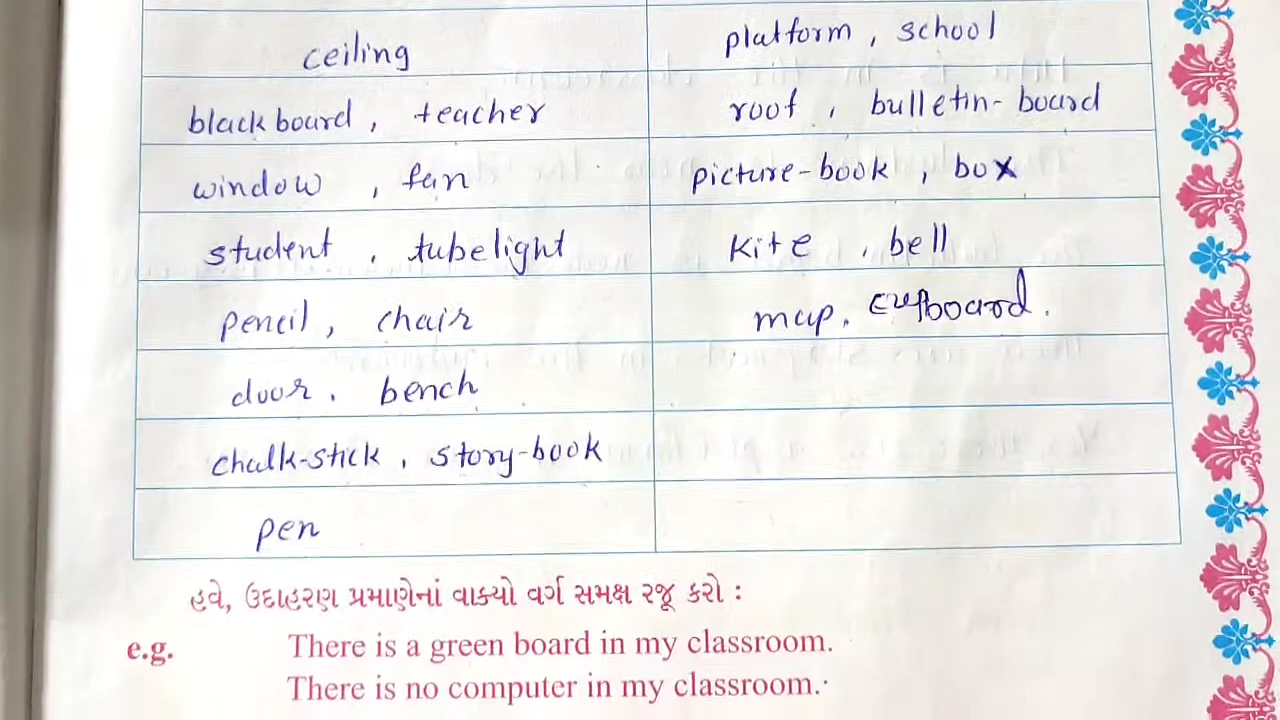 ceiling platform, school
blackboard, teacher roof, bulletin-board
window, fan picture-book, box
student, tubelight kite, bell
pencil, chair map, cupboard.
door, bench
chalk-stick, story-book
pen
હવે, ઉદાહરણ પ્રમાણેનાં વાક્યો વર્ગ સમક્ષ રજૂ કરો :
e.g. There is a green board in my classroom.
There is no computer in my classroom.